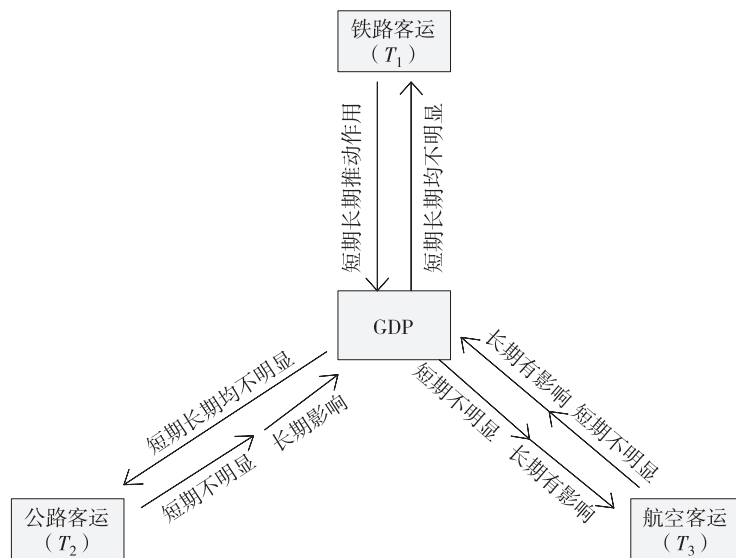 铁路客运
(T1)
短期长期推动作用
短期长期均不明显
GDP
短期长期均不明显
长期影响
短期不明显
长期有影响
短期不明显
短期不明显
长期有影响
公路客运
(T2)
航空客运
(T3)